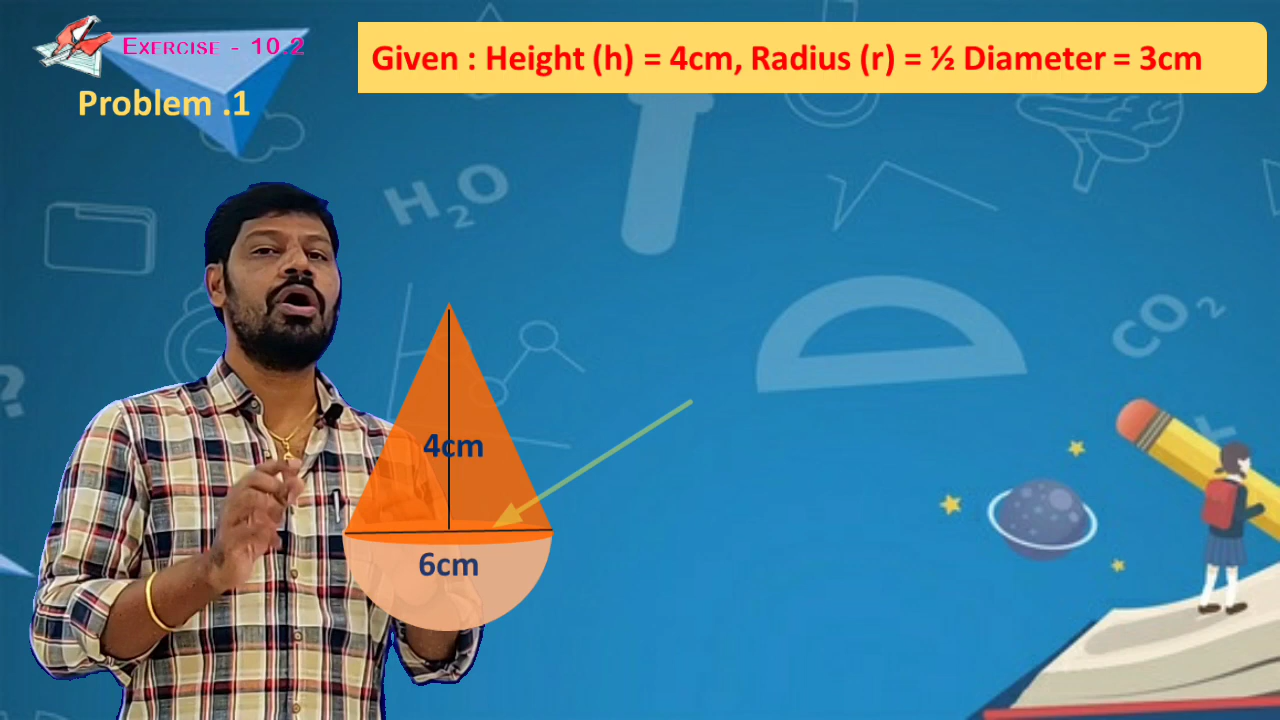 Exercise - 10.2
Problem .1
Given : Height (h) = 4cm, Radius (r) = ½ Diameter = 3cm
H₂O
CO₂
?
4cm
6cm